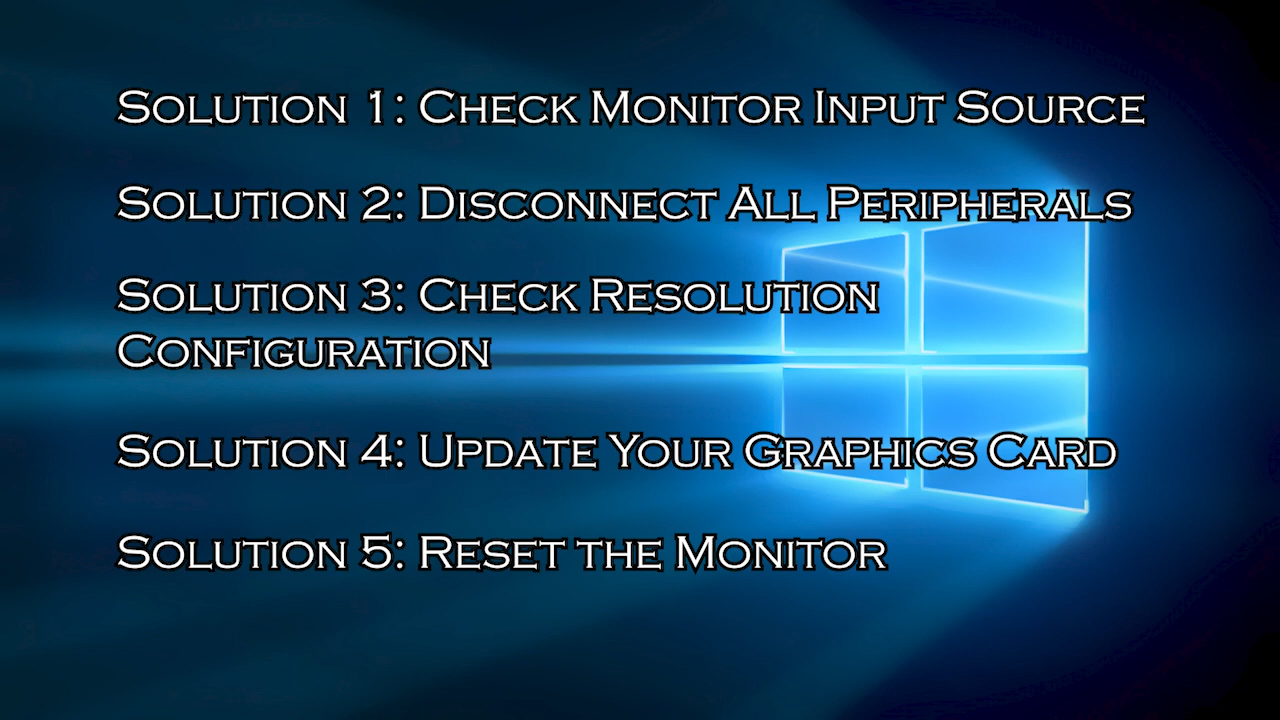 Solution 1: Check Monitor Input Source
Solution 2: Disconnect All Peripherals
Solution 3: Check Resolution
Configuration
Solution 4: Update Your Graphics Card
Solution 5: Reset the Monitor